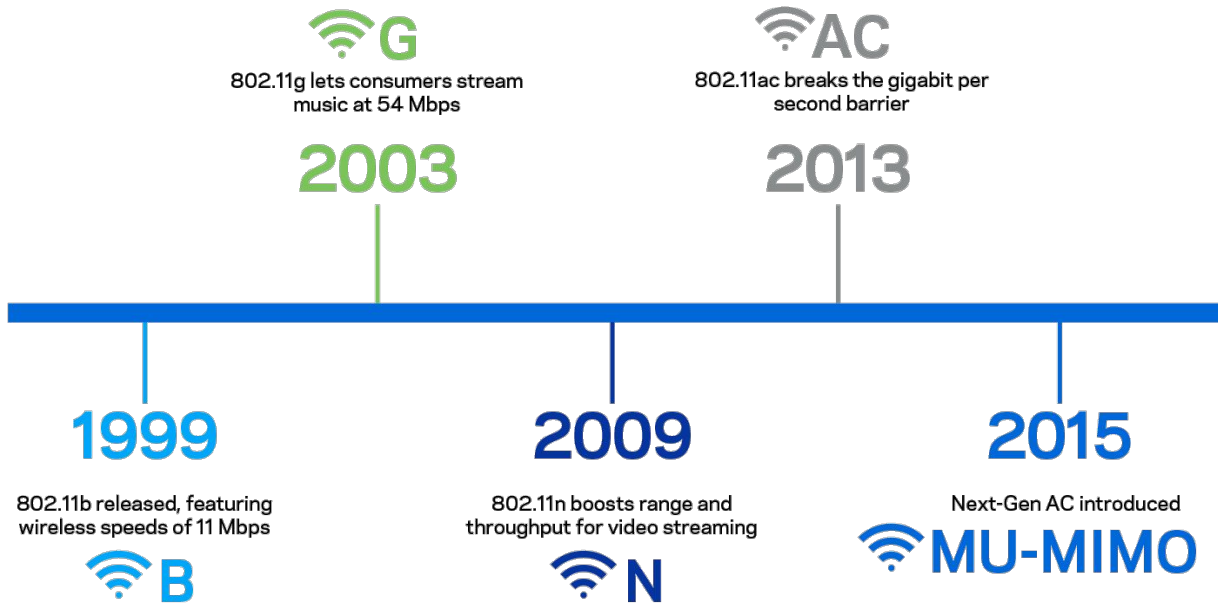 G
802.11g lets consumers stream
music at 54 Mbps
2003
AC
802.11ac breaks the gigabit per
second barrier
2013
1999
802.11b released, featuring
wireless speeds of 11 Mbps
B
2009
802.11n boosts range and
throughput for video streaming
N
2015
Next-Gen AC introduced
MU-MIMO